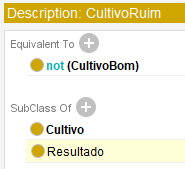 Description: CultivoRuim
Equivalent To
not (CultivoBom)
SubClass Of
Cultivo
Resultado